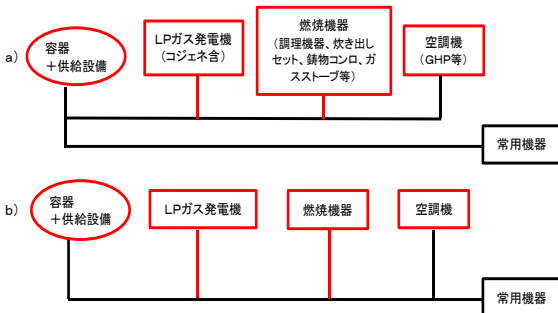 a）
容器
＋供給設備
LPガス発電機
（コジェネ含）
燃焼機器
（調理機器、炊き出し
セット、鋳物コンロ、ガ
スストーブ等）
空調機
（GHP等）
常用機器
b）
容器
＋供給設備
LPガス発電機
燃焼機器
空調機
常用機器